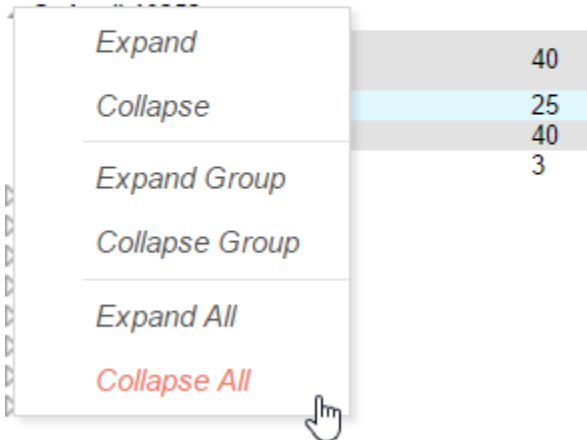 Expand
40
Collapse
25
40
3
Expand Group
Collapse Group
Expand All
Collapse All